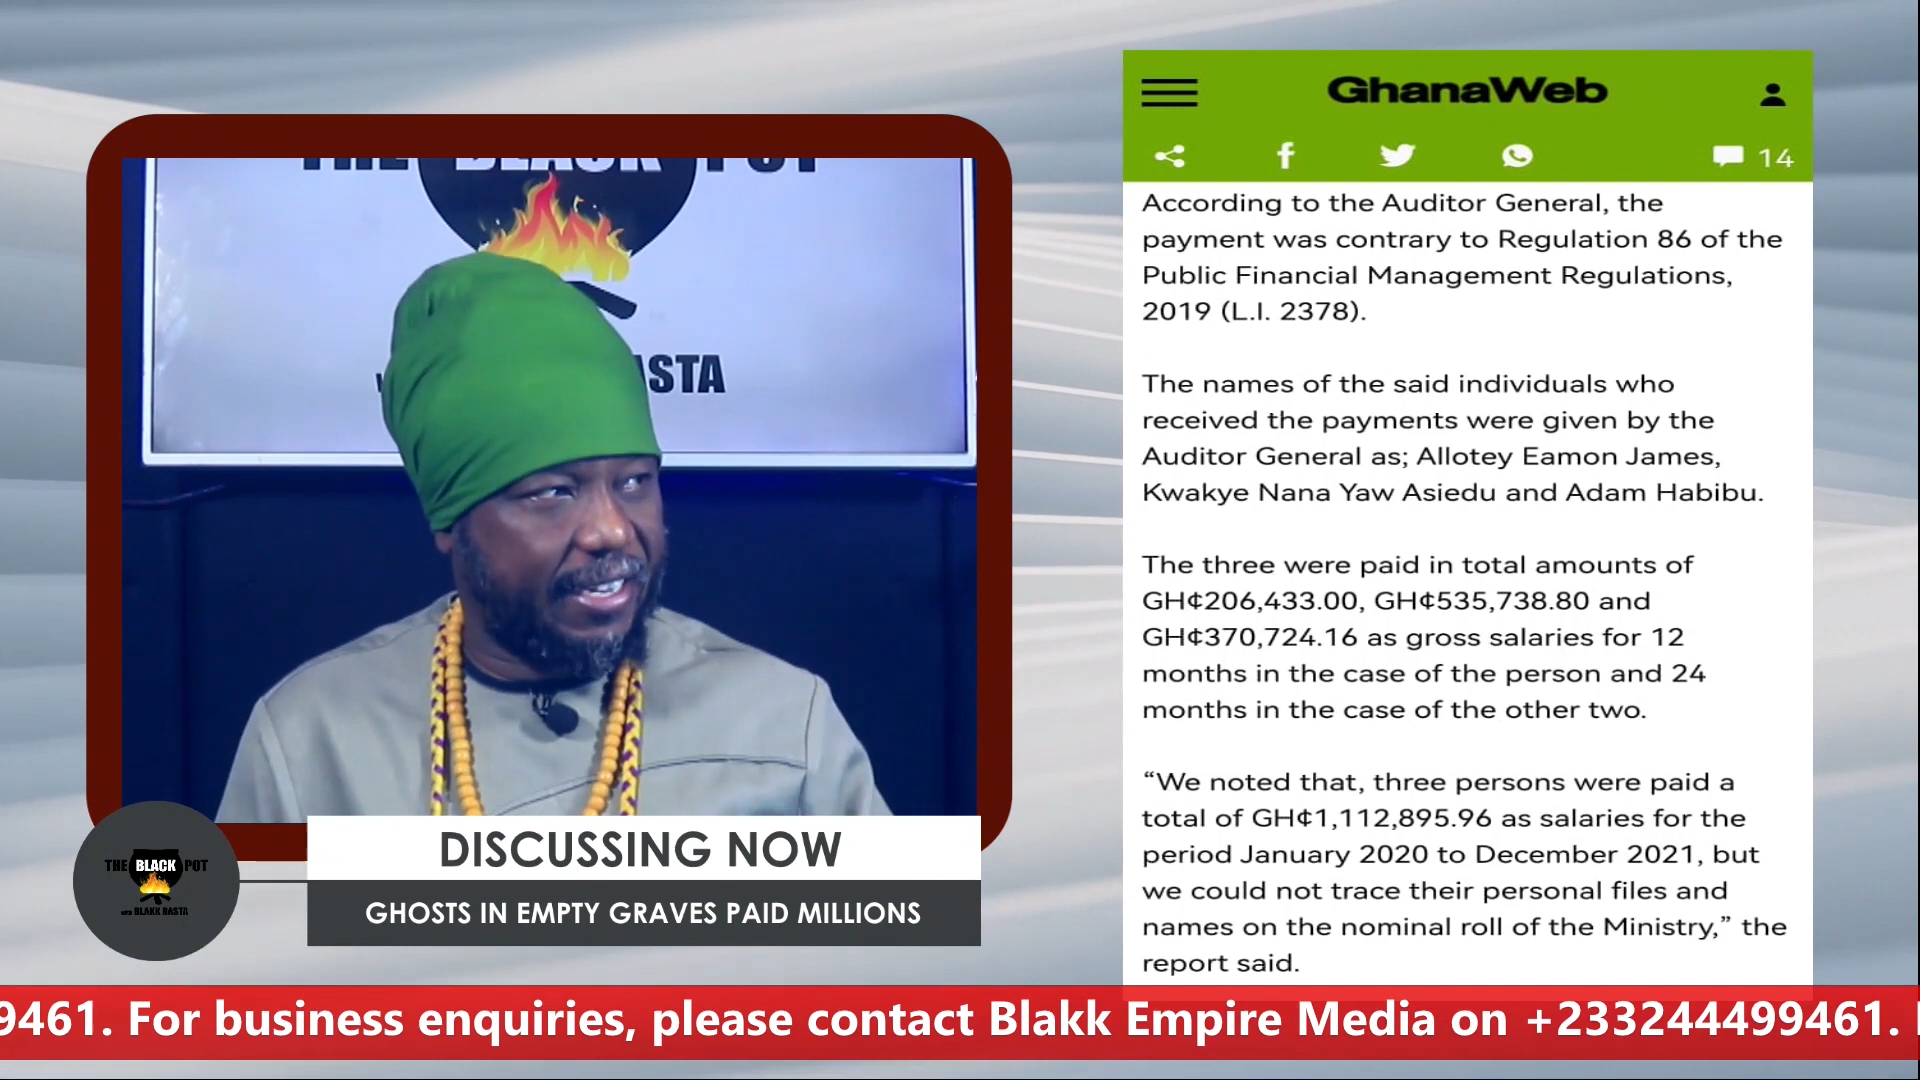 THE BLACK POT
ASTA
THE BLACK POT
WITH BLAKK RASTA
DISCUSSING NOW
GHOSTS IN EMPTY GRAVES PAID MILLIONS
GhanaWeb
14
According to the Auditor General, the
payment was contrary to Regulation 86 of the
Public Financial Management Regulations,
2019 (L.I. 2378).
The names of the said individuals who
received the payments were given by the
Auditor General as; Allotey Eamon James,
Kwakye Nana Yaw Asiedu and Adam Habibu.
The three were paid in total amounts of
GH¢206,433.00, GH¢535,738.80 and
GH¢370,724.16 as gross salaries for 12
months in the case of the person and 24
months in the case of the other two.
“We noted that, three persons were paid a
total of GH¢1,112,895.96 as salaries for the
period January 2020 to December 2021, but
we could not trace their personal files and
names on the nominal roll of the Ministry,” the
report said.
9461. For business enquiries, please contact Blakk Empire Media on +233244499461.